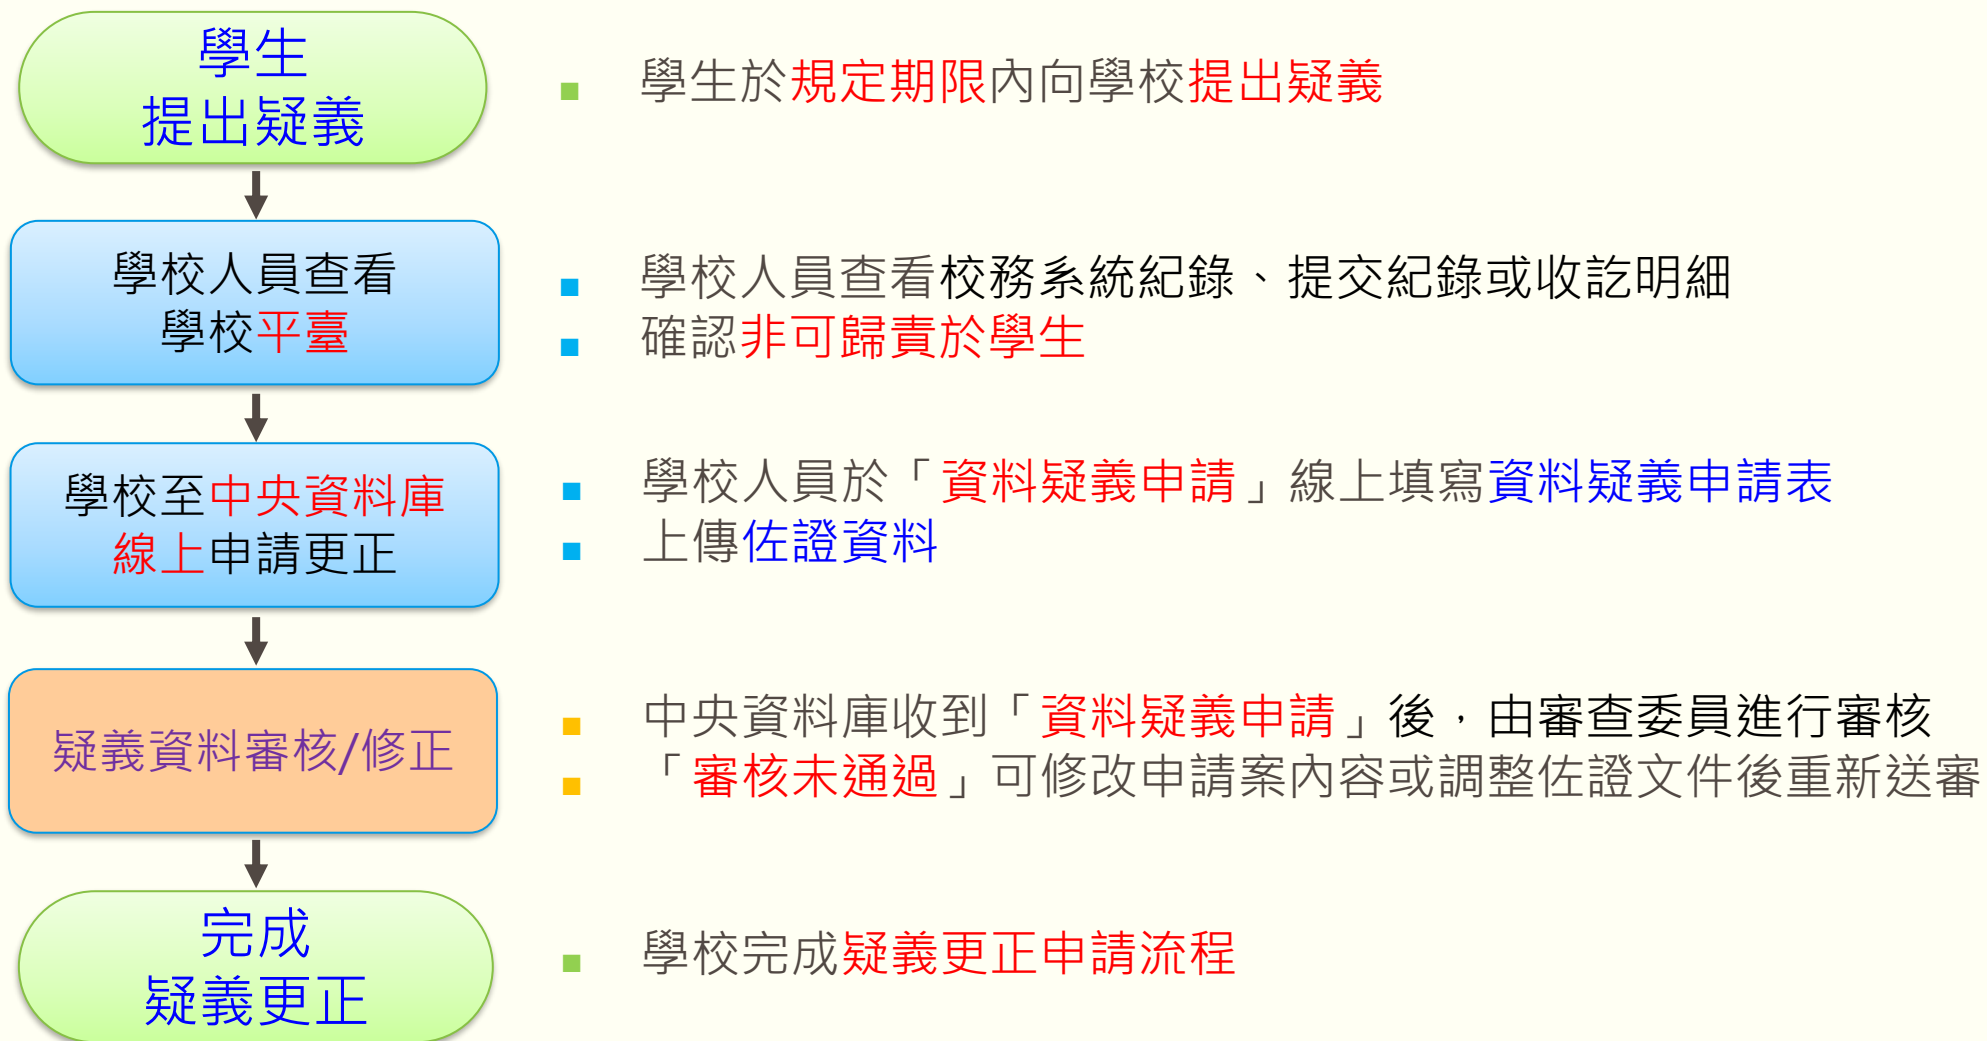 學生
提出疑義
學生於規定期限內向學校提出疑義
學校人員查看
學校平臺
學校人員查看校務系統紀錄、提交紀錄或收訖明細
確認非可歸責於學生
學校至中央資料庫
線上申請更正
學校人員於「資料疑義申請」線上填寫資料疑義申請表
上傳佐證資料
疑義資料審核/修正
中央資料庫收到「資料疑義申請」後，由審查委員進行審核
「審核未通過」可修改申請案內容或調整佐證文件後重新送審
完成
疑義更正
學校完成疑義更正申請流程